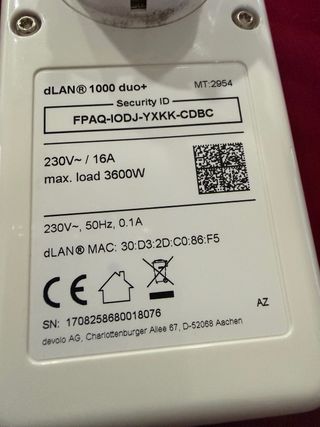 dLAN® 1000 duo+ MT:2954
Security ID
FPAQ-IODJ-YXKK-CDBC
230V~ / 16A
max. load 3600W
230V~, 50Hz, 0.1A
dLAN® MAC: 30:D3:2D:C0:86:F5
CE
AZ
SN: 1708258680018076
devolo AG, Charlottenburger Allee 67, D-52068 Aachen